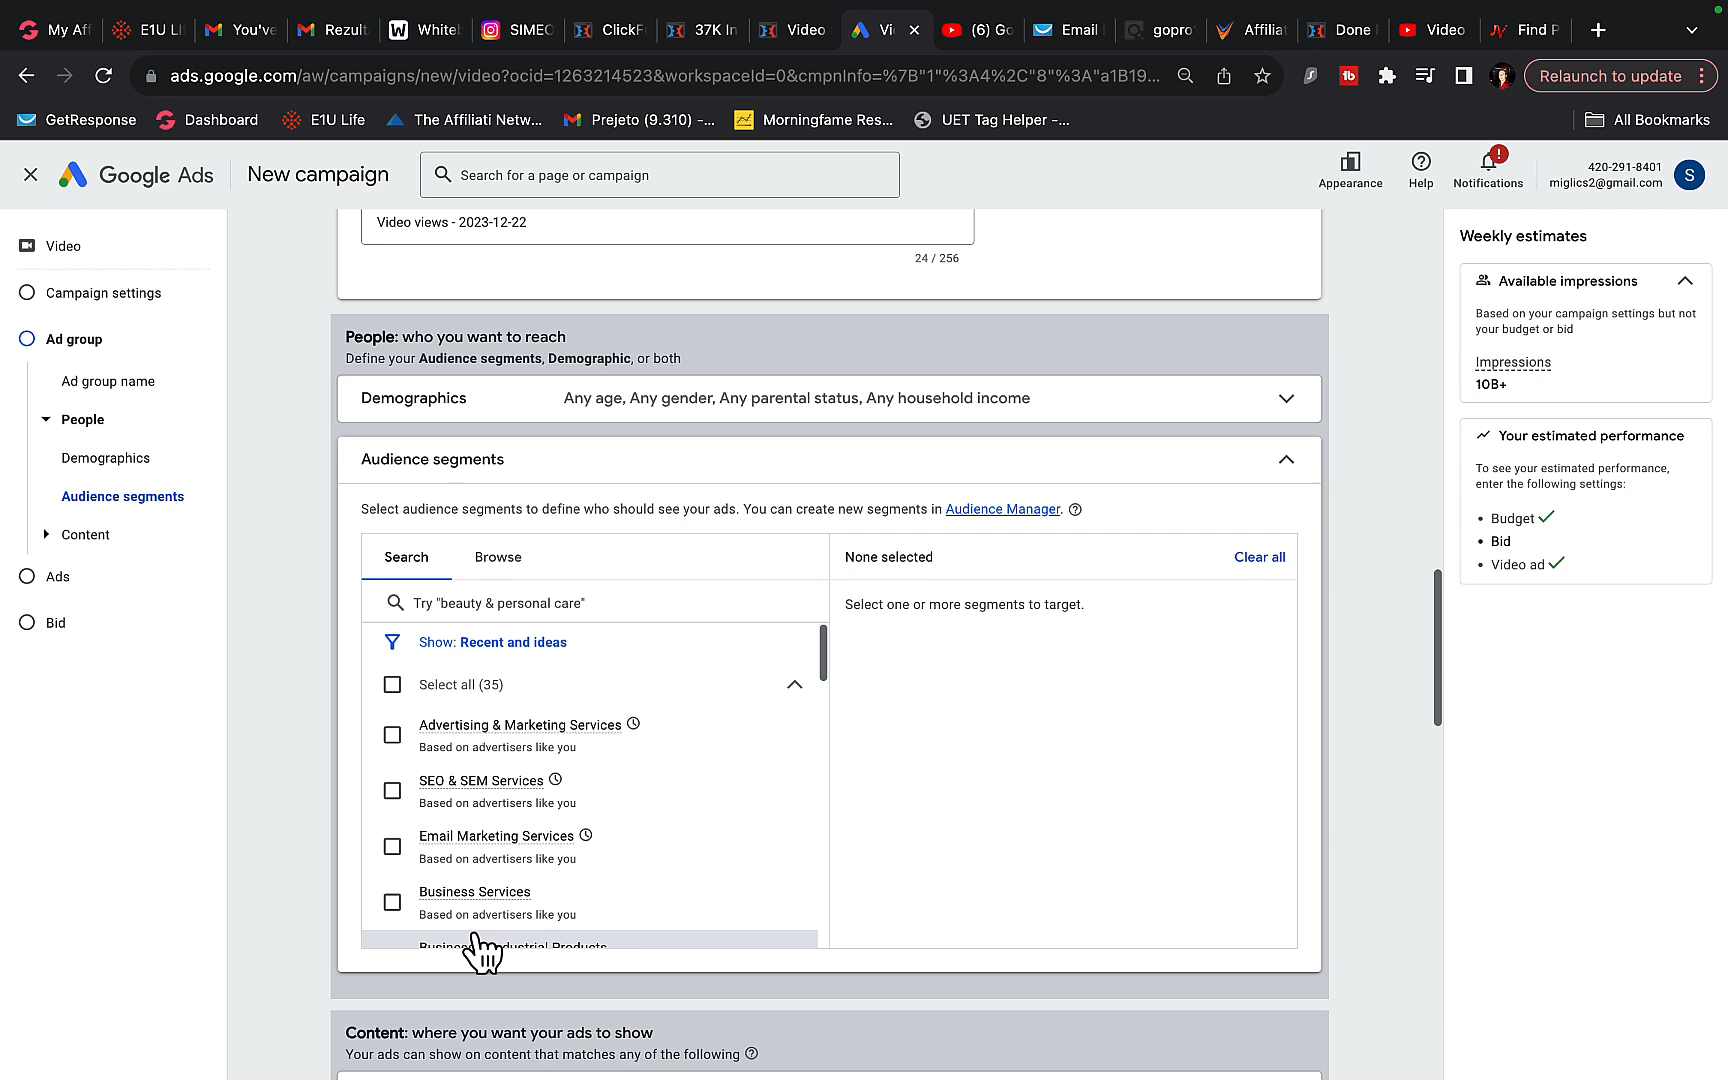 My Aff
E1U Li
You've
Rezult
White
SIMEO
ClickF
37K In
Video
Vi
(6) Go
Email
gopro
Affiliat
Done
Video
Find P
ads.google.com/aw/campaigns/new/video?ocid=1263214523&workspaceId=0&cmpnInfo=%7B"1"%3A4%2C"8"%3A"a1B19...
Relaunch to update
GetResponse
Dashboard
E1U Life
The Affiliati Netw...
Prejeto (9.310) -...
Morningfame Res...
UET Tag Helper -...
All Bookmarks
Google Ads
New campaign
Search for a page or campaign
Appearance
Help
Notifications
420-291-8401
miglics2@gmail.com
S
Video
Campaign settings
Ad group
Ad group name
People
Demographics
Audience segments
Content
Ads
Bid
Video views - 2023-12-22
24 / 256
People: who you want to reach
Define your Audience segments, Demographic, or both
Demographics Any age, Any gender, Any parental status, Any household income
Audience segments
Select audience segments to define who should see your ads. You can create new segments in Audience Manager.
Search Browse
Try "beauty & personal care"
Show: Recent and ideas
Select all (35)
Advertising & Marketing Services
Based on advertisers like you
SEO & SEM Services
Based on advertisers like you
Email Marketing Services
Based on advertisers like you
Business Services
Based on advertisers like you
None selected Clear all
Select one or more segments to target.
Content: where you want your ads to show
Your ads can show on content that matches any of the following
Weekly estimates
Available impressions
Based on your campaign settings but not
your budget or bid
Impressions
10B+
Your estimated performance
To see your estimated performance,
enter the following settings:
• Budget
• Bid
• Video ad